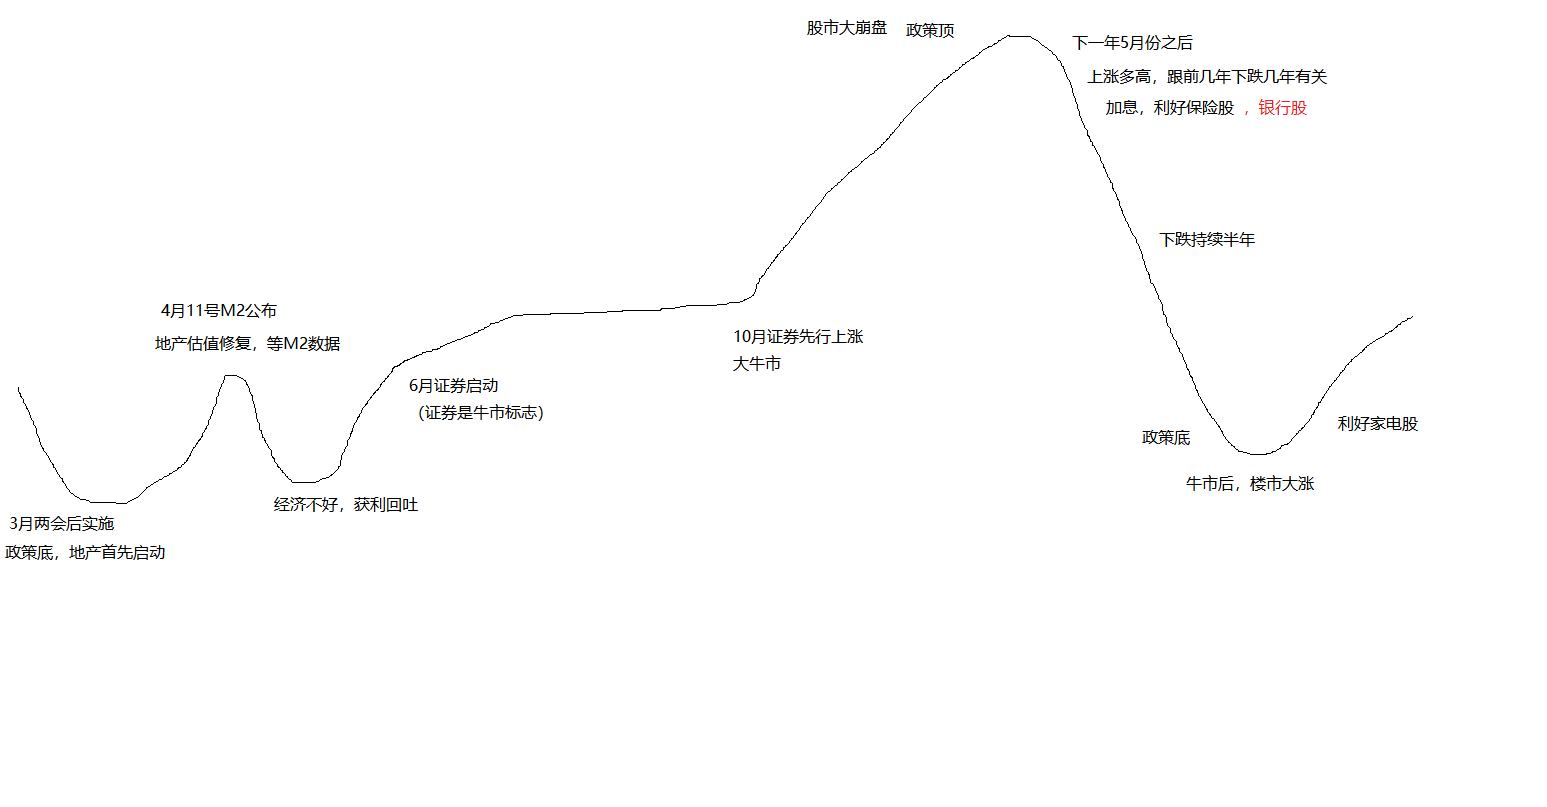 股市大崩盘 政策顶
下一年5月份之后
上涨多高，跟前几年下跌几年有关
加息，利好保险股 ，银行股
下跌持续半年
4月11号M2公布
地产估值修复，等M2数据
10月证券先行上涨
大牛市
6月证券启动
（证券是牛市标志）
利好家电股
政策底
牛市后，楼市大涨
经济不好，获利回吐
3月两会后实施
政策底，地产首先启动